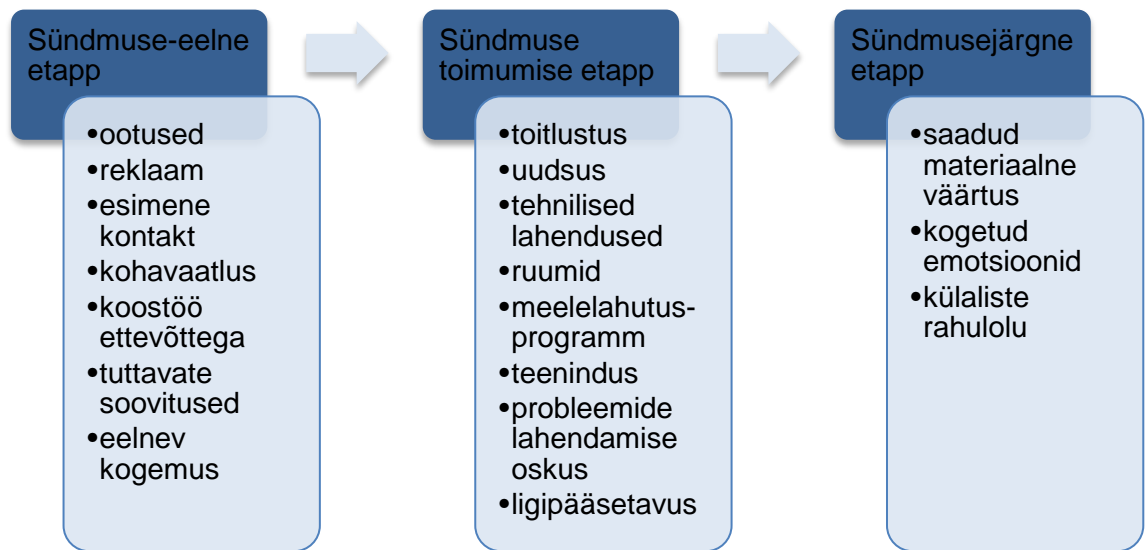 Sündmuse-eelne
etapp
•ootused
•reklaam
•esimene
kontakt
•kohavaatlus
•koostöö
ettevõttega
•tuttavate
soovitused
•eelnev
kogemus
Sündmuse
toimumise etapp
•toitlustus
•uudsus
•tehnilised
lahendused
•ruumid
•meelelahutus-
programm
•teenindus
•probleemide
lahendamise
oskus
•ligipääsetavus
Sündmusejärgne
etapp
•saadud
materiaalne
väärtus
•kogetud
emotsioonid
•külaliste
rahulolu